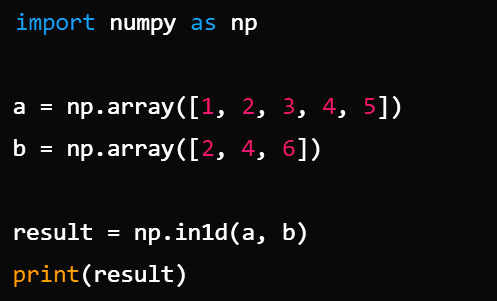 import numpy as np
a = np.array([1, 2, 3, 4, 5])
b = np.array([2, 4, 6])
result = np.in1d(a, b)
print(result)